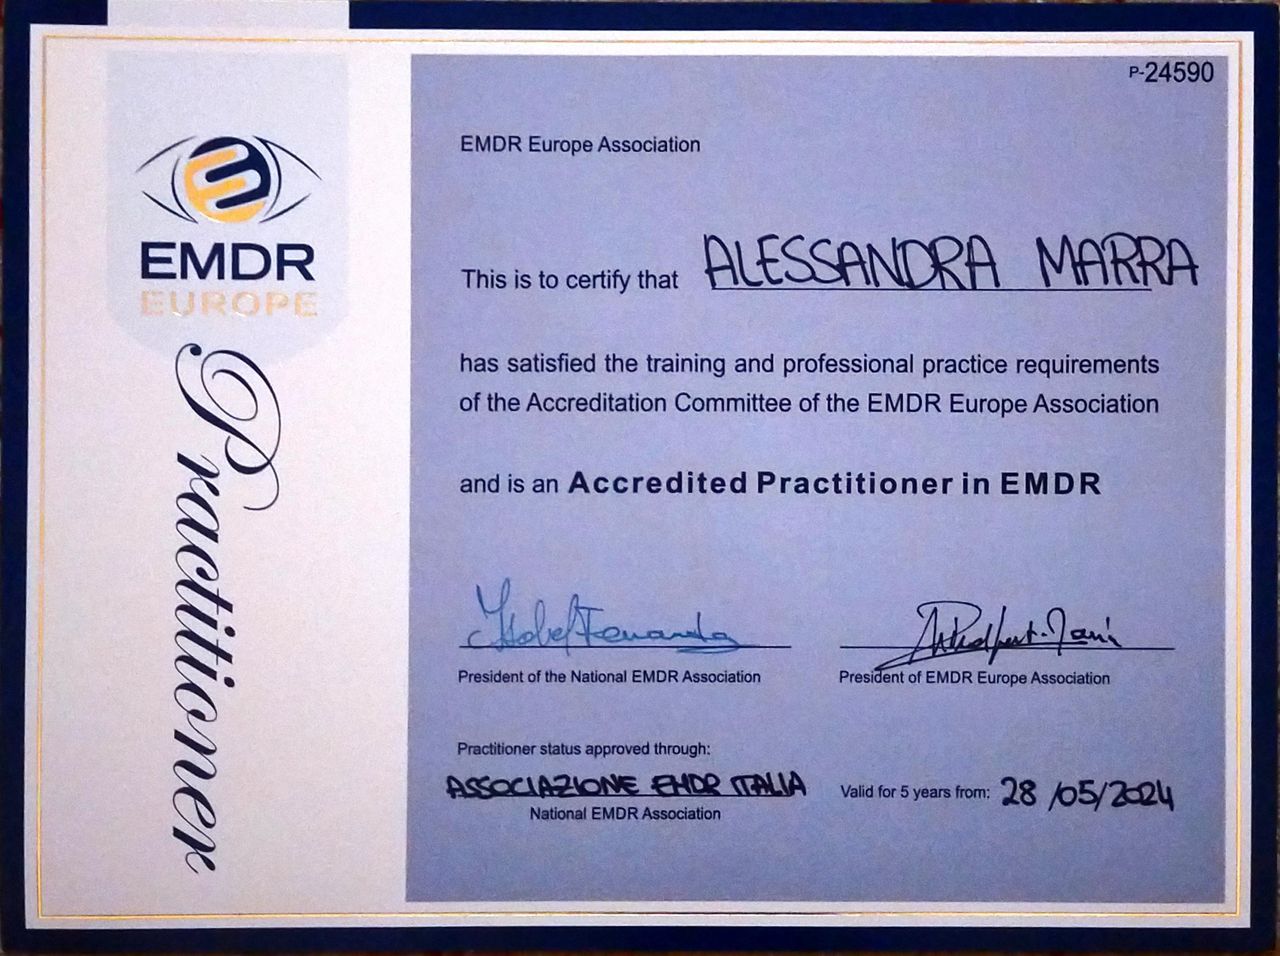 P-24590
EMDR
EUROPE
Practitioner
EMDR Europe Association
This is to certify that ALESSANDRA MARRA
has satisfied the training and professional practice requirements
of the Accreditation Committee of the EMDR Europe Association
and is an Accredited Practitioner in EMDR
President of the National EMDR Association
President of EMDR Europe Association
Practitioner status approved through:
ASSOCIAZIONE EMDR ITALIA
National EMDR Association
Valid for 5 years from: 28/05/2024